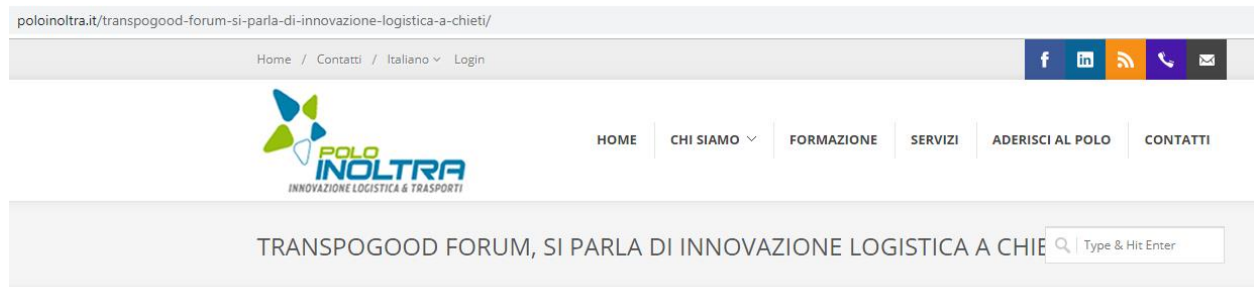 poloinoltra.it/transpogood-forum-si-parla-di-innovazione-logistica-a-chieti/
Home / Contatti / Italiano Login
f in
POLO
INOLTRA
INNOVAZIONE LOGISTICA & TRASPORTI
HOME CHI SIAMO FORMAZIONE SERVIZI ADERISCI AL POLO CONTATTI
TRANSPOGOOD FORUM, SI PARLA DI INNOVAZIONE LOGISTICA A CHIE
Type & Hit Enter